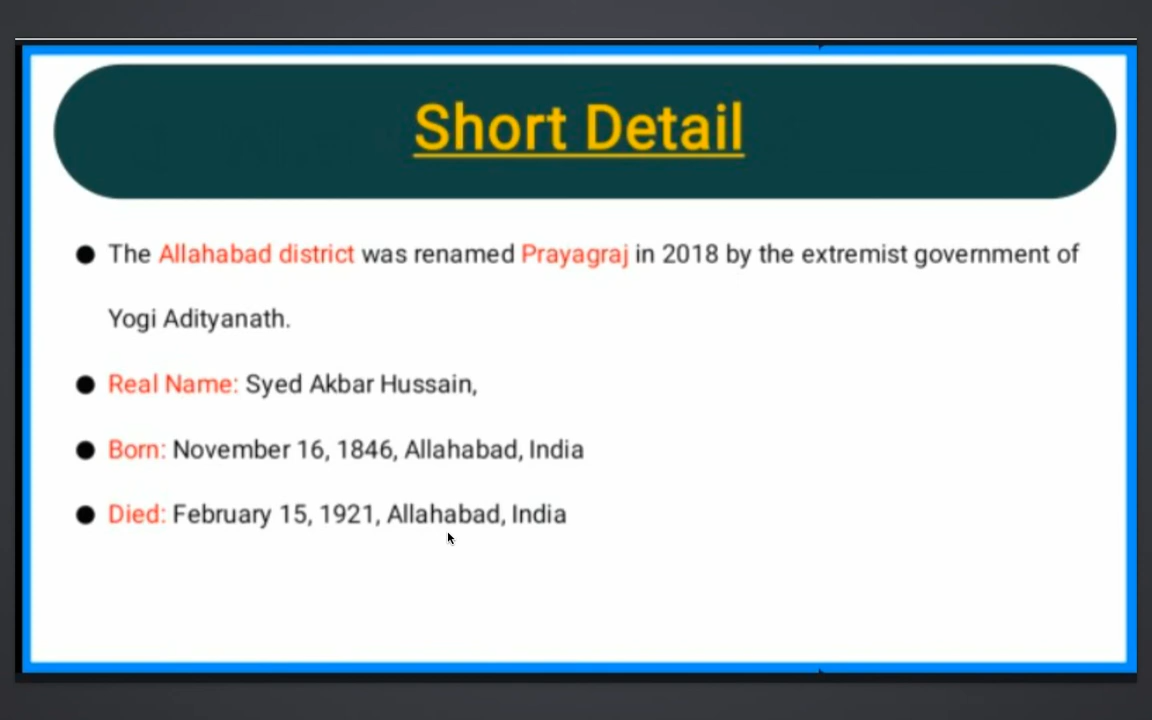 Short Detail
● The Allahabad district was renamed Prayagraj in 2018 by the extremist government of
Yogi Adityanath.
● Real Name: Syed Akbar Hussain,
● Born: November 16, 1846, Allahabad, India
● Died: February 15, 1921, Allahabad, India